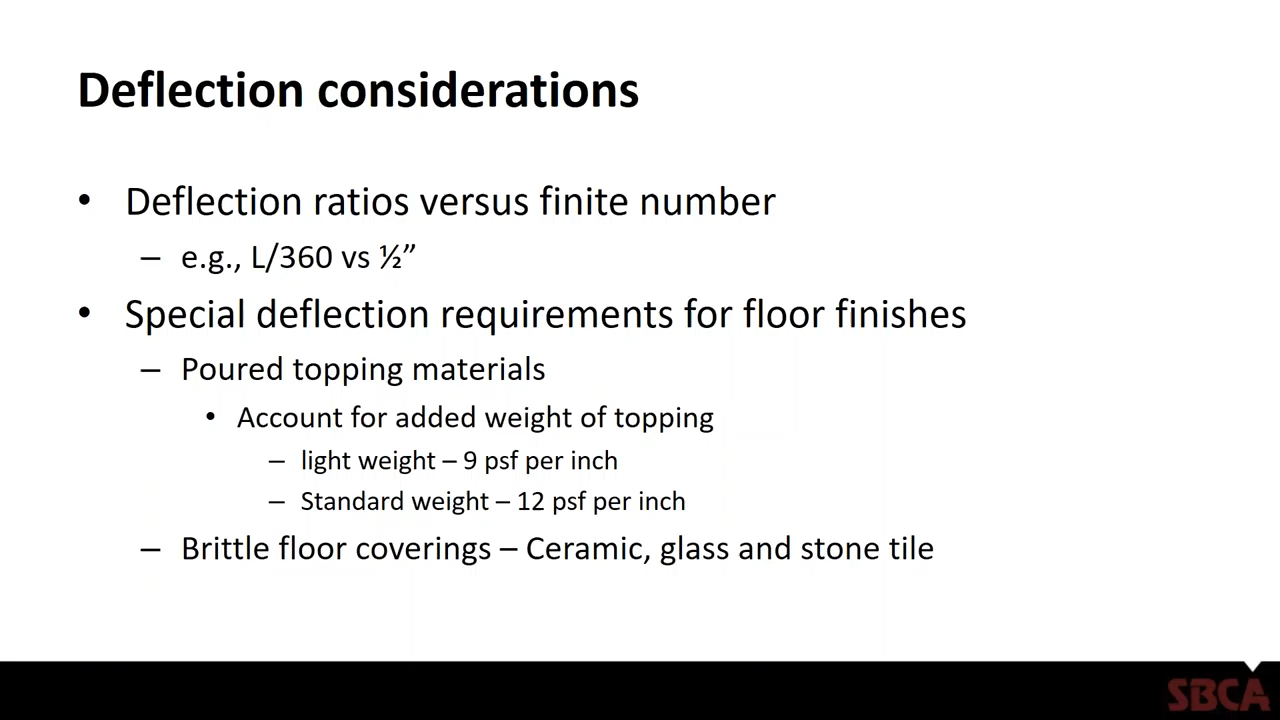 Deflection considerations
• Deflection ratios versus finite number
– e.g., L/360 vs ½”
• Special deflection requirements for floor finishes
– Poured topping materials
• Account for added weight of topping
– light weight – 9 psf per inch
– Standard weight – 12 psf per inch
– Brittle floor coverings – Ceramic, glass and stone tile
SBCA